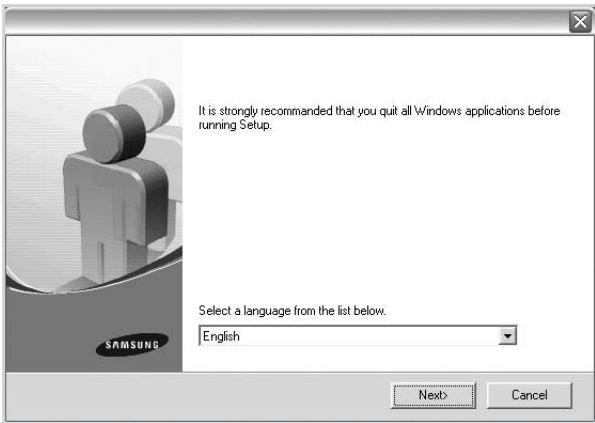 It is strongly recommanded that you quit all Windows applications before
running Setup.
Select a language from the list below.
English
SAMSUNG
Next>
Cancel